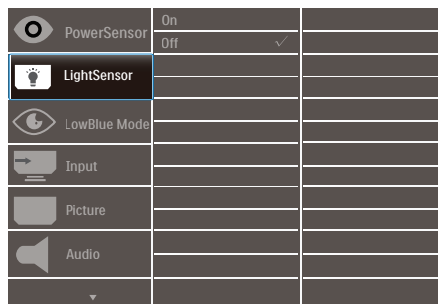 PowerSensor
On
Off
LightSensor
LowBlue Mode
Input
Picture
Audio